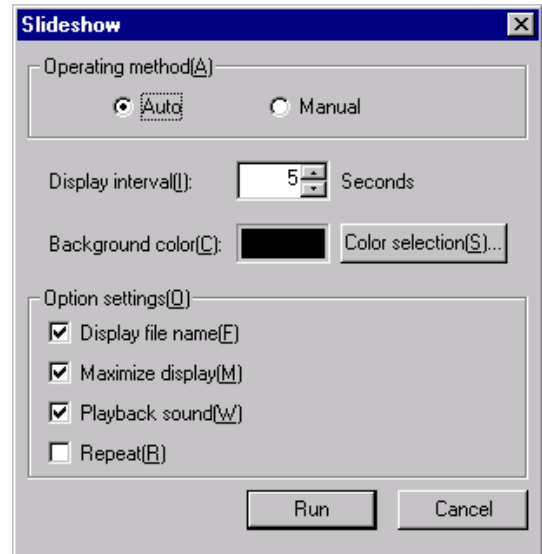 Slideshow
Operating method(A)
Auto Manual
Display interval(I): 5 Seconds
Background color(C): Color selection(S)...
Option settings(O)
Display file name(F)
Maximize display(M)
Playback sound(W)
Repeat(R)
Run Cancel